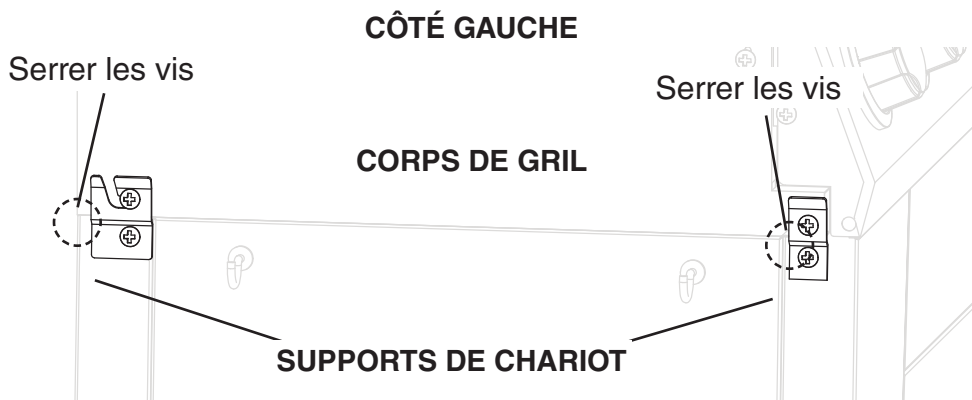 CÔTÉ GAUCHE
Serrer les vis
Serrer les vis
CORPS DE GRIL
SUPPORTS DE CHARIOT